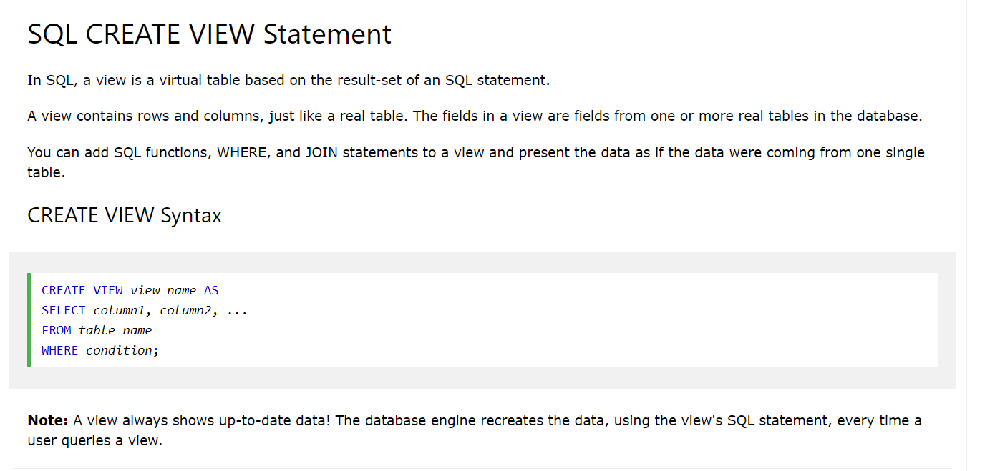 SQL CREATE VIEW Statement
In SQL, a view is a virtual table based on the result-set of an SQL statement.
A view contains rows and columns, just like a real table. The fields in a view are fields from one or more real tables in the database.
You can add SQL functions, WHERE, and JOIN statements to a view and present the data as if the data were coming from one single
table.
CREATE VIEW Syntax
CREATE VIEW view_name AS
SELECT column1, column2, ...
FROM table_name
WHERE condition;
Note: A view always shows up-to-date data! The database engine recreates the data, using the view's SQL statement, every time a
user queries a view.